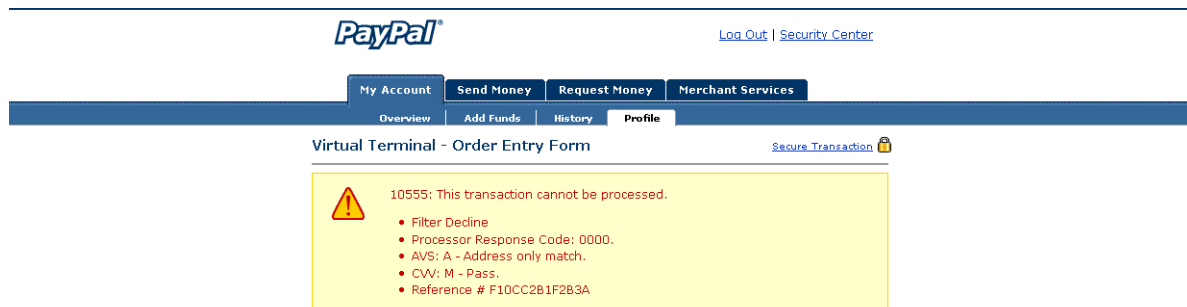 PayPal®
Log Out | Security Center
My Account Send Money Request Money Merchant Services
Overview Add Funds History Profile
Virtual Terminal - Order Entry Form Secure Transaction
10555: This transaction cannot be processed.
• Filter Decline
• Processor Response Code: 0000.
• AVS: A - Address only match.
• CVV: M - Pass.
• Reference # F10CC2B1F2B3A